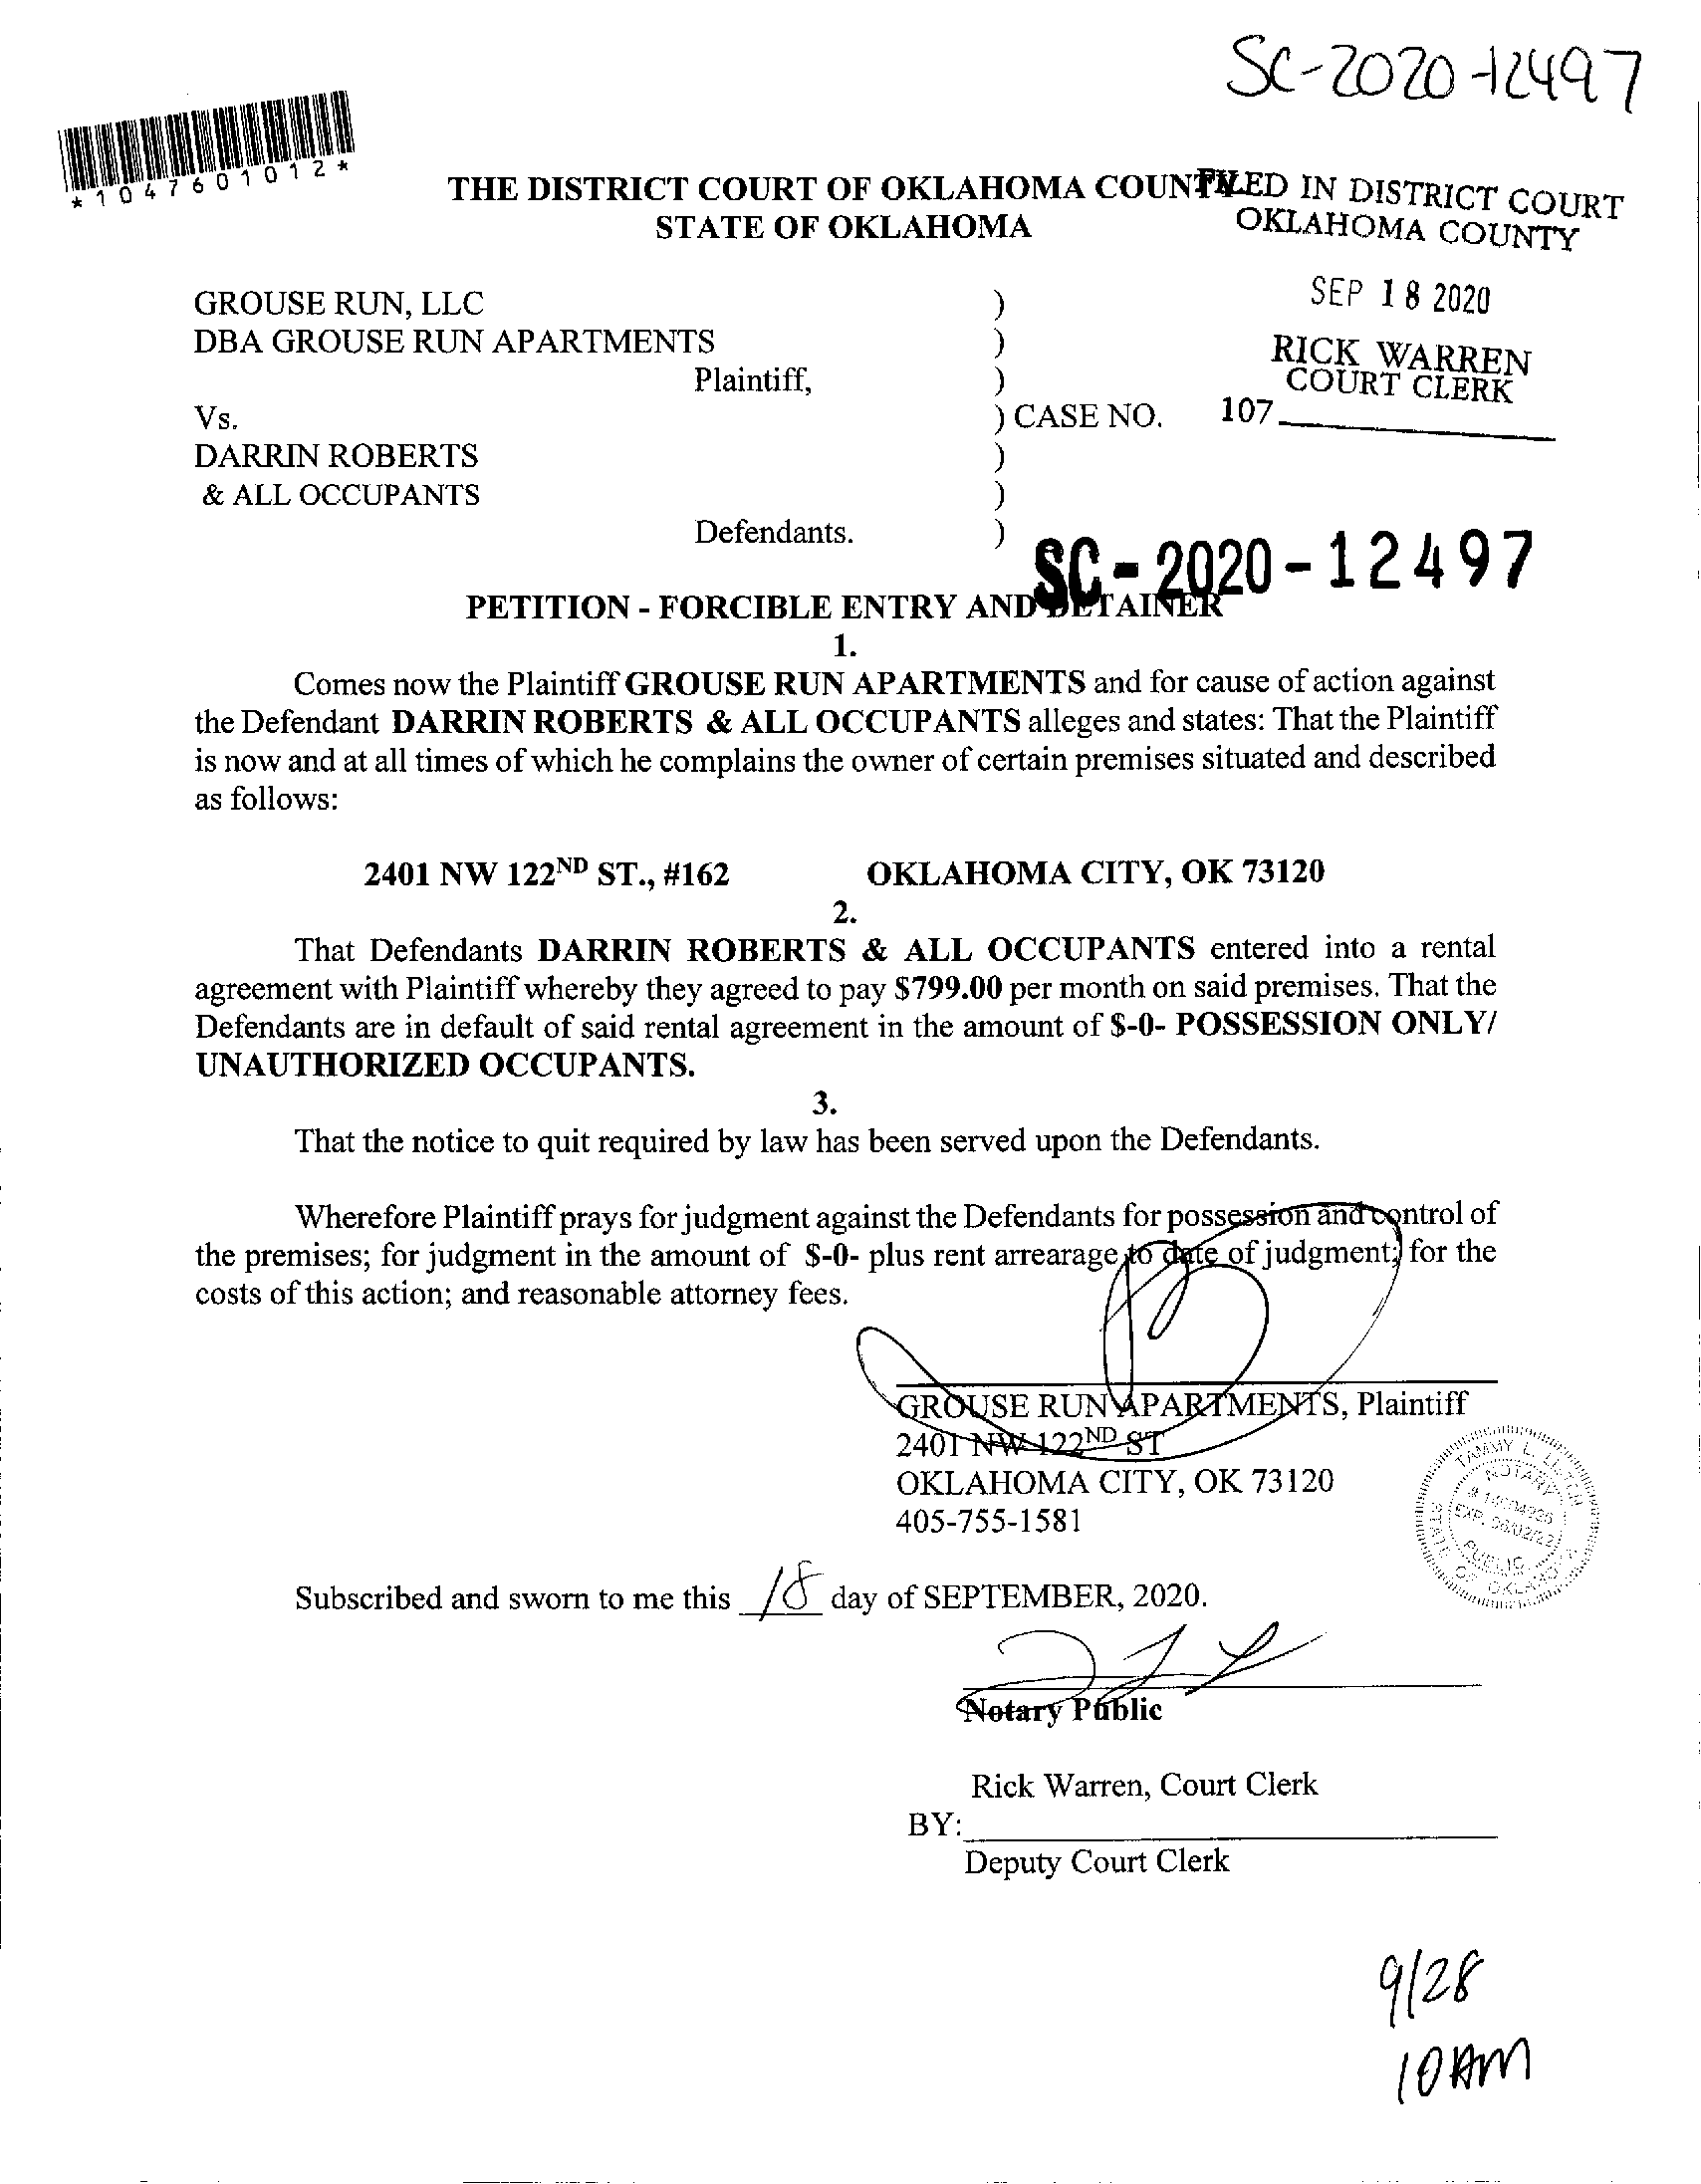 SC-2020-12497
*1047601012*
THE DISTRICT COURT OF OKLAHOMA COUNTY
STATE OF OKLAHOMA
FILED IN DISTRICT COURT
OKLAHOMA COUNTY
SEP 18 2020
RICK WARREN
COURT CLERK
107
GROUSE RUN, LLC )
DBA GROUSE RUN APARTMENTS )
Plaintiff, )
Vs. ) CASE NO.
DARRIN ROBERTS )
& ALL OCCUPANTS )
Defendants. )
SC-2020-12497
PETITION - FORCIBLE ENTRY AND DETAINER
1.
Comes now the Plaintiff GROUSE RUN APARTMENTS and for cause of action against
the Defendant DARRIN ROBERTS & ALL OCCUPANTS alleges and states: That the Plaintiff
is now and at all times of which he complains the owner of certain premises situated and described
as follows:
2401 NW 122ND ST., #162 OKLAHOMA CITY, OK 73120
2.
That Defendants DARRIN ROBERTS & ALL OCCUPANTS entered into a rental
agreement with Plaintiff whereby they agreed to pay $799.00 per month on said premises. That the
Defendants are in default of said rental agreement in the amount of $-0- POSSESSION ONLY/
UNAUTHORIZED OCCUPANTS.
3.
That the notice to quit required by law has been served upon the Defendants.
Wherefore Plaintiff prays for judgment against the Defendants for possession and control of
the premises; for judgment in the amount of $-0- plus rent arrearage to date of judgment; for the
costs of this action; and reasonable attorney fees.
GROUSE RUN APARTMENTS, Plaintiff
2401 NW 122ND ST
OKLAHOMA CITY, OK 73120
405-755-1581
TAMMY L.
NOTARY
EXP. 06/02/22
PUBLIC
STATE OF OKLAHOMA
Subscribed and sworn to me this 18 day of SEPTEMBER, 2020.
Notary Public
Rick Warren, Court Clerk
BY:
Deputy Court Clerk
9/28
10AM